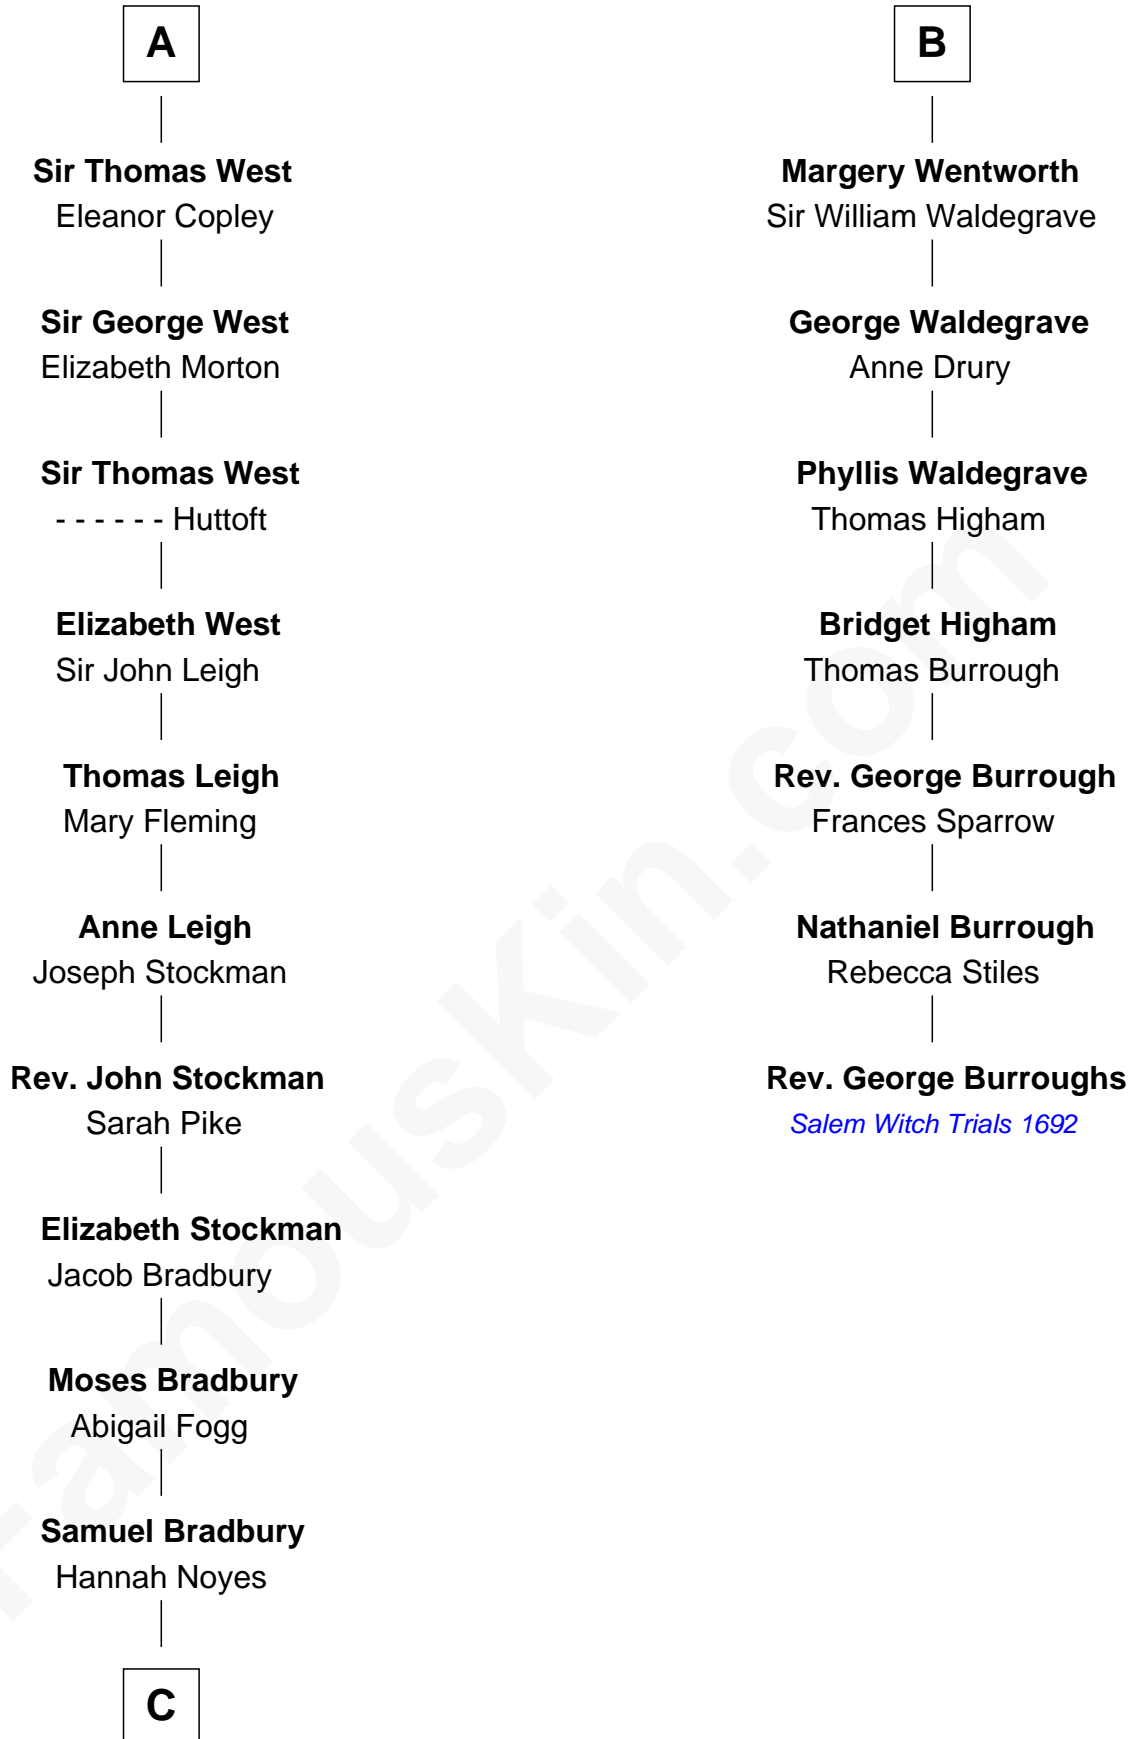 A
Sir Thomas West
Eleanor Copley
Sir George West
Elizabeth Morton
Sir Thomas West
- - - - - - Huttoft
Elizabeth West
Sir John Leigh
Thomas Leigh
Mary Fleming
Anne Leigh
Joseph Stockman
Rev. John Stockman
Sarah Pike
Elizabeth Stockman
Jacob Bradbury
Moses Bradbury
Abigail Fogg
Samuel Bradbury
Hannah Noyes
C
B
Margery Wentworth
Sir William Waldegrave
George Waldegrave
Anne Drury
Phyllis Waldegrave
Thomas Higham
Bridget Higham
Thomas Burrough
Rev. George Burrough
Frances Sparrow
Nathaniel Burrough
Rebecca Stiles
Rev. George Burroughs
Salem Witch Trials 1692
FamousKin.com